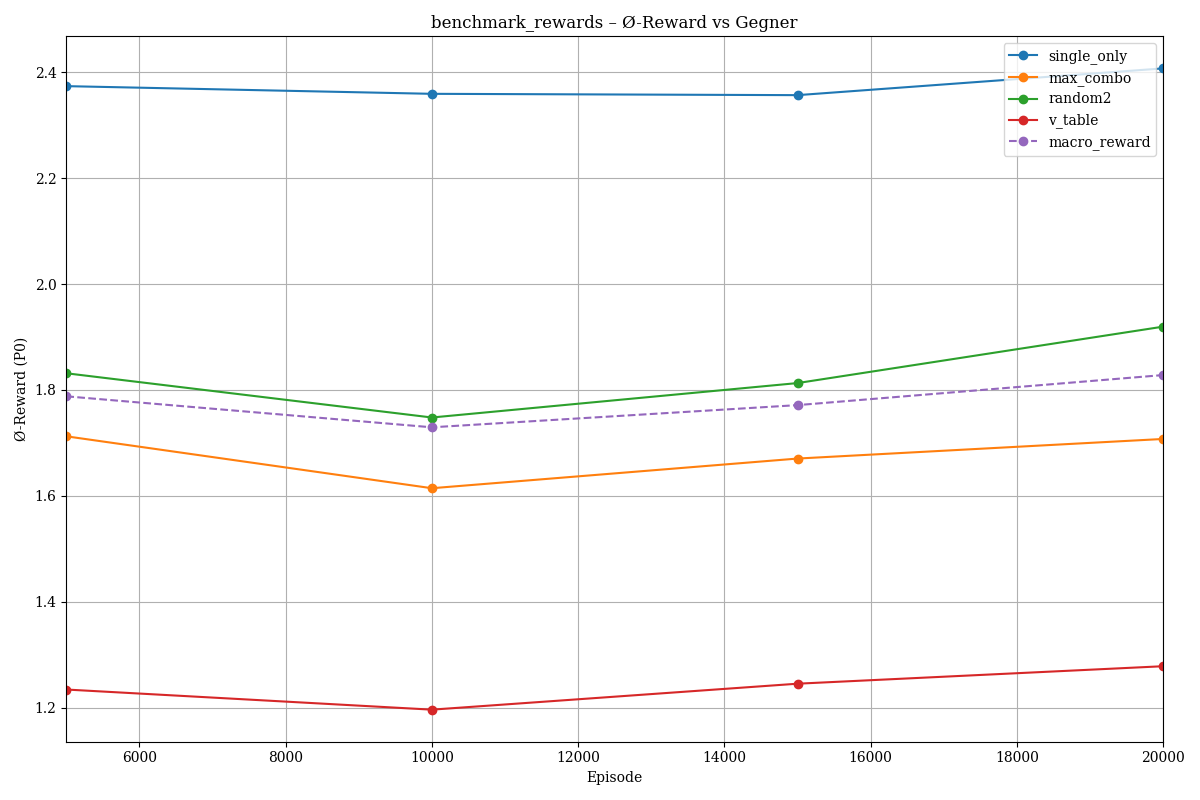 benchmark_rewards – Ø-Reward vs Gegner
single_only
max_combo
random2
v_table
macro_reward
Ø-Reward (P0)
2.4
2.2
2.0
1.8
1.6
1.4
1.2
6000 8000 10000 12000 14000 16000 18000 20000
Episode